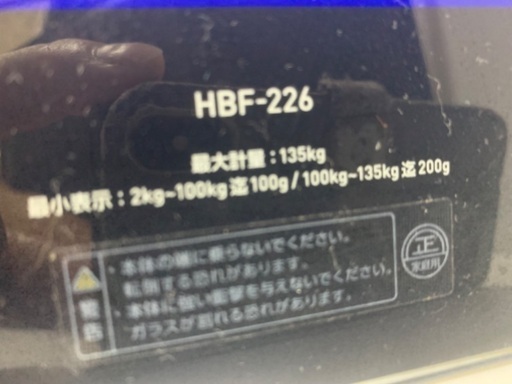 HBF-226
最大計量：135kg
最小表示：2kg~100kg迄100g / 100kg~135kg迄200g
警告
・本体の端に乗らないでください。
転倒する恐れがあります。
・本体に強い衝撃を与えないでください。
ガラスが割れる恐れがあります。
正
家庭用